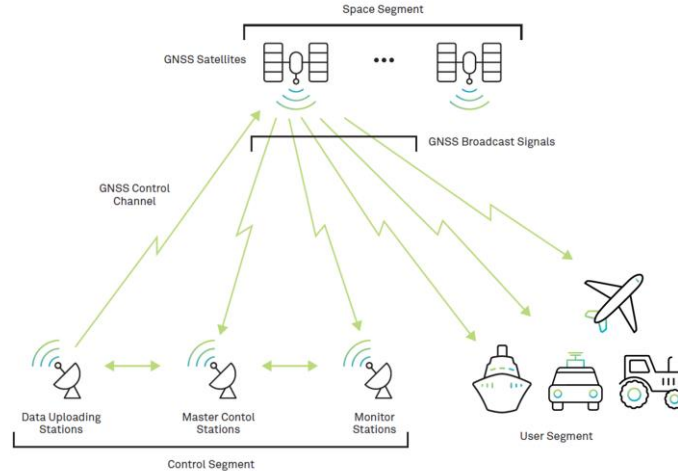 Space Segment
GNSS Satellites
GNSS Broadcast Signals
GNSS Control
Channel
Data Uploading
Stations
Master Contol
Stations
Monitor
Stations
User Segment
Control Segment